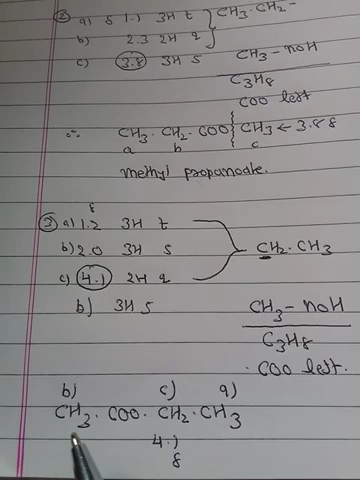 ② a) δ 1.1 3H t } CH3.CH2-
b) 2.3 2H q
c) 3.8 3H s CH3 - noH
C3H8
COO left
∴ CH3.CH2.COO CH3 ← 3.8δ
a b c
methyl propanoate.
δ
③ a) 1.2 3H t
b) 2.0 3H s CH2.CH3
c) 4.1 2H q
b) 3H s CH3 - noH
C3H8
COO left.
b) c) a)
CH3.COO.CH2.CH3
4.1
δ